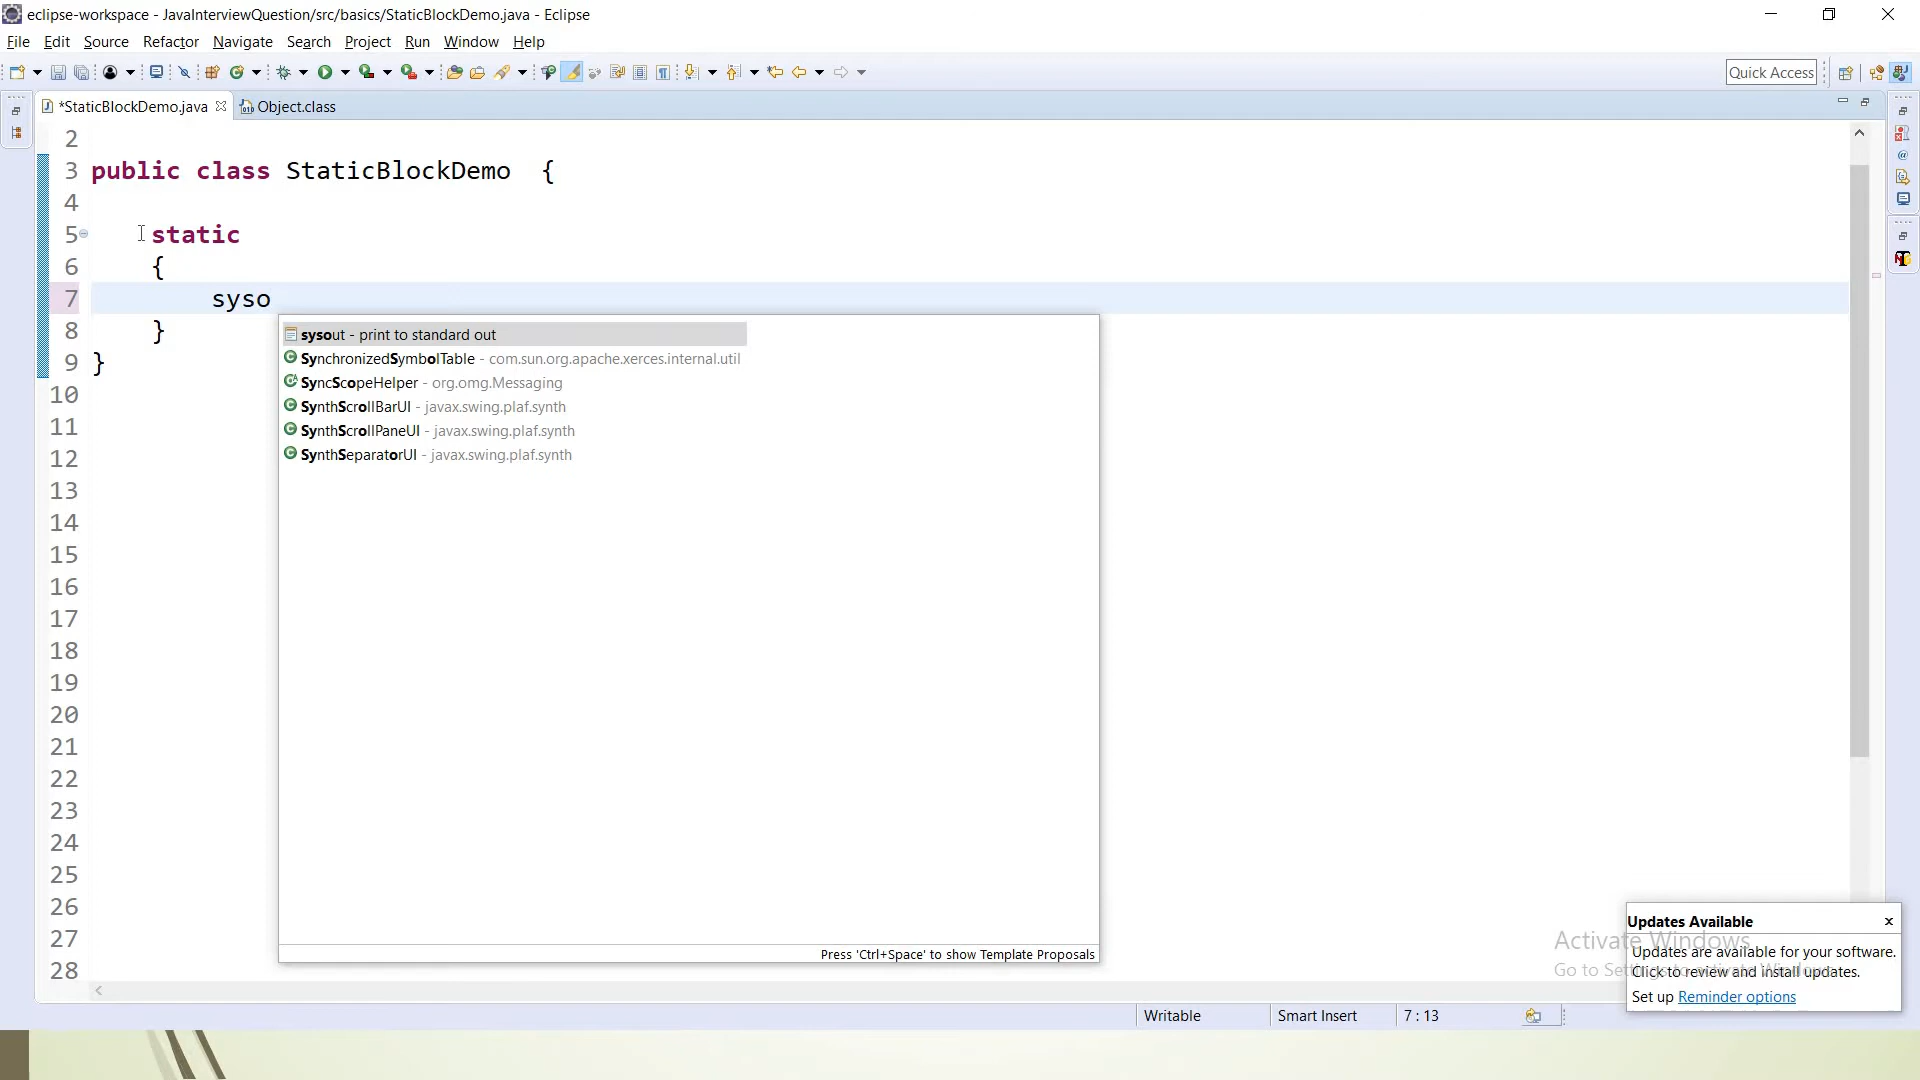 eclipse-workspace - JavaInterviewQuestion/src/basics/StaticBlockDemo.java - Eclipse
File Edit Source Refactor Navigate Search Project Run Window Help
Quick Access
*StaticBlockDemo.java Object.class
2
3 public class StaticBlockDemo {
4
5 static
6 {
7 syso
8 }
9 }
10
11
12
13
14
15
16
17
18
19
20
21
22
23
24
25
26
27
28
sysout - print to standard out
SynchronizedSymbolTable - com.sun.org.apache.xerces.internal.util
SyncScopeHelper - org.omg.Messaging
SynthScrollBarUI - javax.swing.plaf.synth
SynthScrollPaneUI - javax.swing.plaf.synth
SynthSeparatorUI - javax.swing.plaf.synth
Press 'Ctrl+Space' to show Template Proposals
Updates Available
Activate Windows
Updates are available for your software.
Click to review and install updates.
Set up Reminder options
Writable Smart Insert 7 : 13